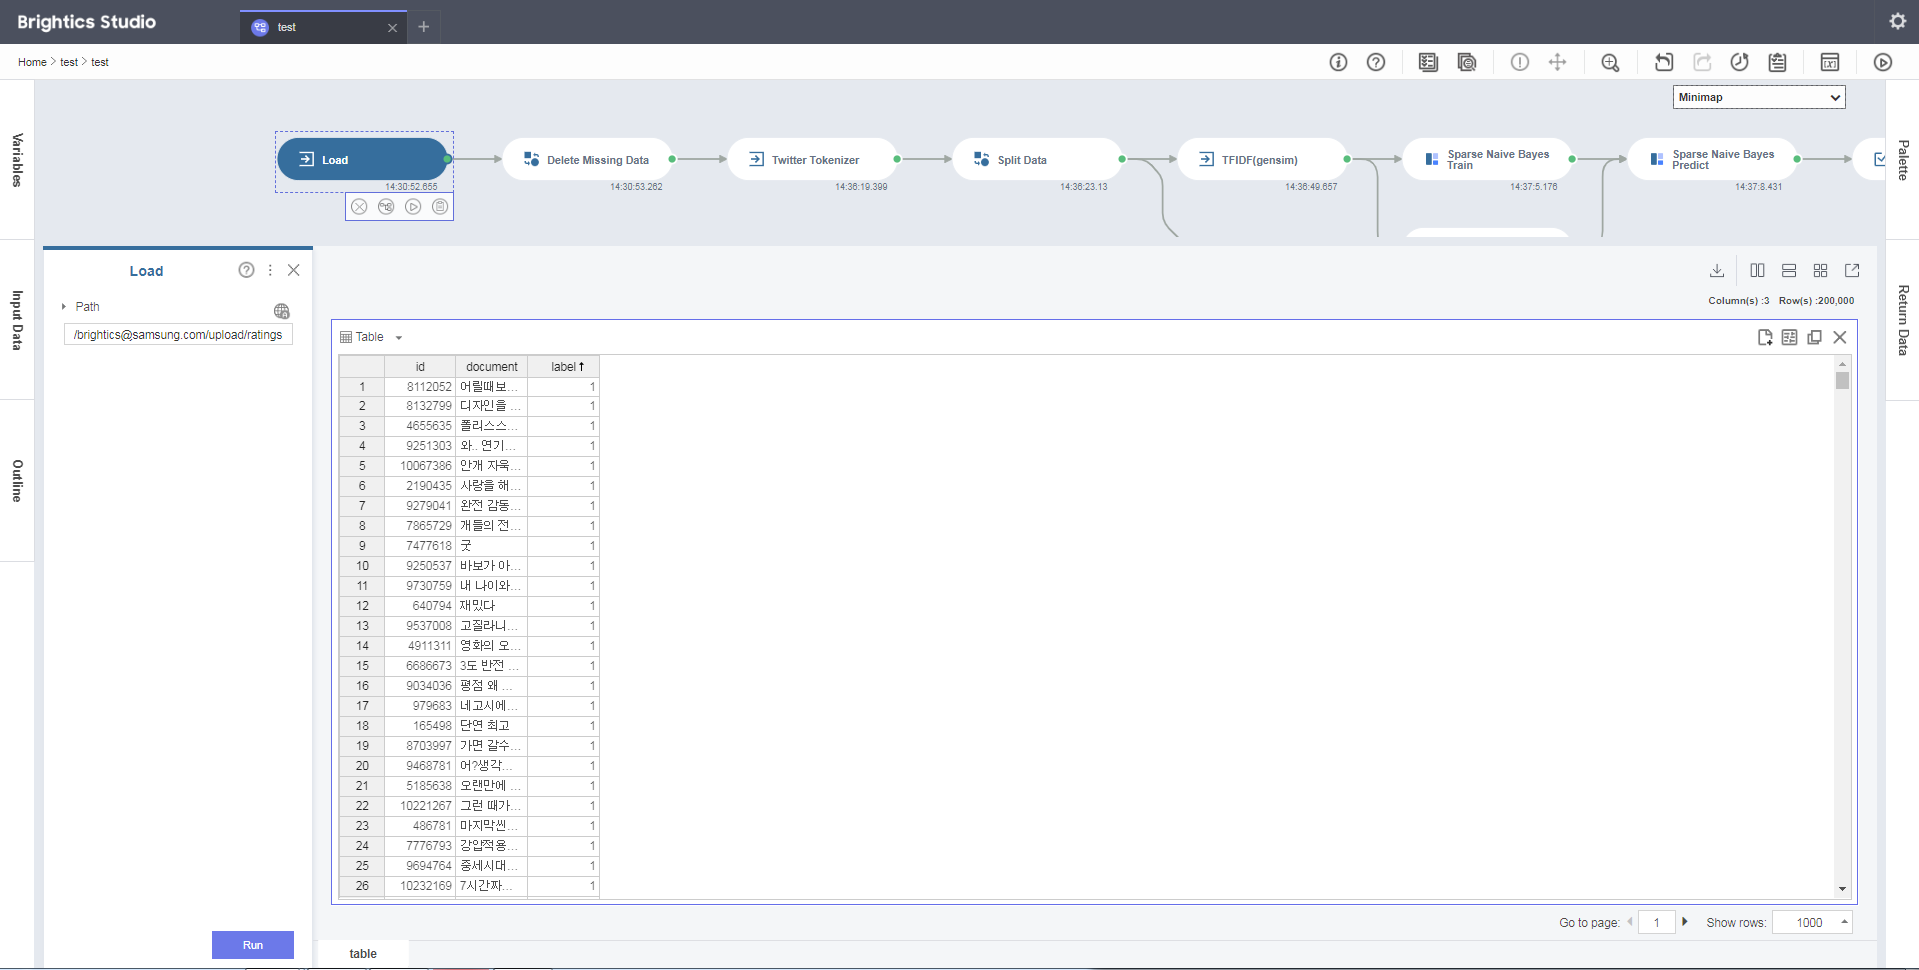 Brightics Studio
test
Home > test > test
Minimap
Variables
Input Data
Outline
Palette
Return Data
Load
14:30:52.655
Delete Missing Data
14:30:53.262
Twitter Tokenizer
14:36:19.399
Split Data
14:36:23.13
TFIDF(gensim)
14:36:49.657
Sparse Naive Bayes
Train
14:37:5.176
Sparse Naive Bayes
Predict
14:37:8.431
Load
Path
/brightics@samsung.com/upload/ratings
Run
Column(s) :3 Row(s) :200,000
Table
id document label
1 8112052 어릴때보... 1
2 8132799 디자인을 ... 1
3 4655635 폴리스스... 1
4 9251303 와.. 연기... 1
5 10067386 안개 자욱... 1
6 2190435 사랑을 해... 1
7 9279041 완전 감동... 1
8 7865729 개들의 전... 1
9 7477618 굿 1
10 9250537 바보가 아... 1
11 9730759 내 나이와... 1
12 640794 재밌다 1
13 9537008 고질라니... 1
14 4911311 영화의 오... 1
15 6686673 3도 반전 ... 1
16 9034036 평점 왜 ... 1
17 979683 네고시에... 1
18 165498 단연 최고 1
19 8703997 가면 갈수... 1
20 9468781 어?생각... 1
21 5185638 오랜만에 ... 1
22 10221267 그런 때가... 1
23 486781 마지막씬... 1
24 7776793 강압적용... 1
25 9694764 중세시대... 1
26 10232169 7시간짜... 1
Go to page: 1 Show rows: 1000
table